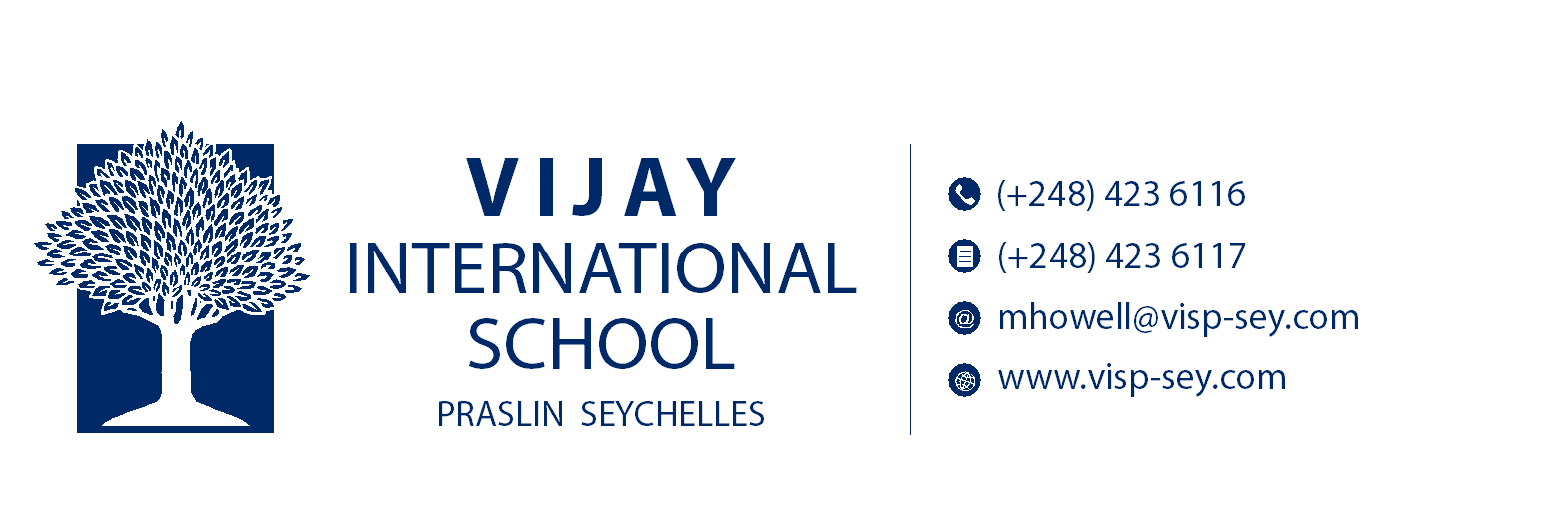 VIJAY
INTERNATIONAL
SCHOOL
PRASLIN SEYCHELLES
(+248) 423 6116
(+248) 423 6117
@ mhowell@visp-sey.com
www.visp-sey.com